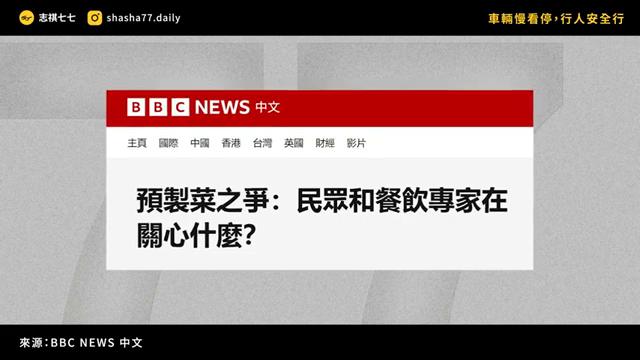 志祺七七 shasha77.daily 車輛慢看停,行人安全行
BBC NEWS 中文
主頁 國際 中國 香港 台灣 英國 財經 影片
預製菜之爭：民眾和餐飲專家在
關心什麼？
來源：BBC NEWS 中文